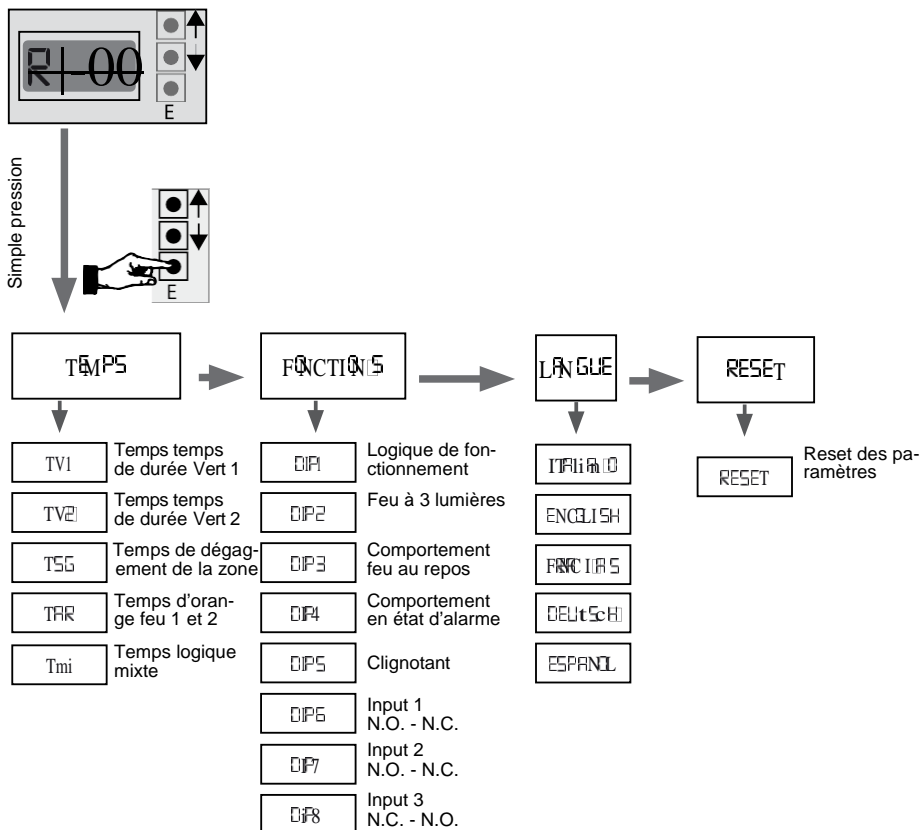 R -00
E
Simple pression
E
TEMPS
FONCTIONS
LANGUE
RESET
TV1
Temps temps
de durée Vert 1
TV2
Temps temps
de durée Vert 2
TSG
Temps de dégag-
ement de la zone
TAR
Temps d'oran-
ge feu 1 et 2
Tmi
Temps logique
mixte
DIP1
Logique de fon-
ctionnement
DIP2
Feu à 3 lumières
DIP3
Comportement
feu au repos
DIP4
Comportement
en état d'alarme
DIP5
Clignotant
DIP6
Input 1
N.O. - N.C.
DIP7
Input 2
N.O. - N.C.
DiP8
Input 3
N.C. - N.O.
ITAliANO
ENGLISH
DEUtScH
ESPANOL
RESET
Reset des pa-
ramètres